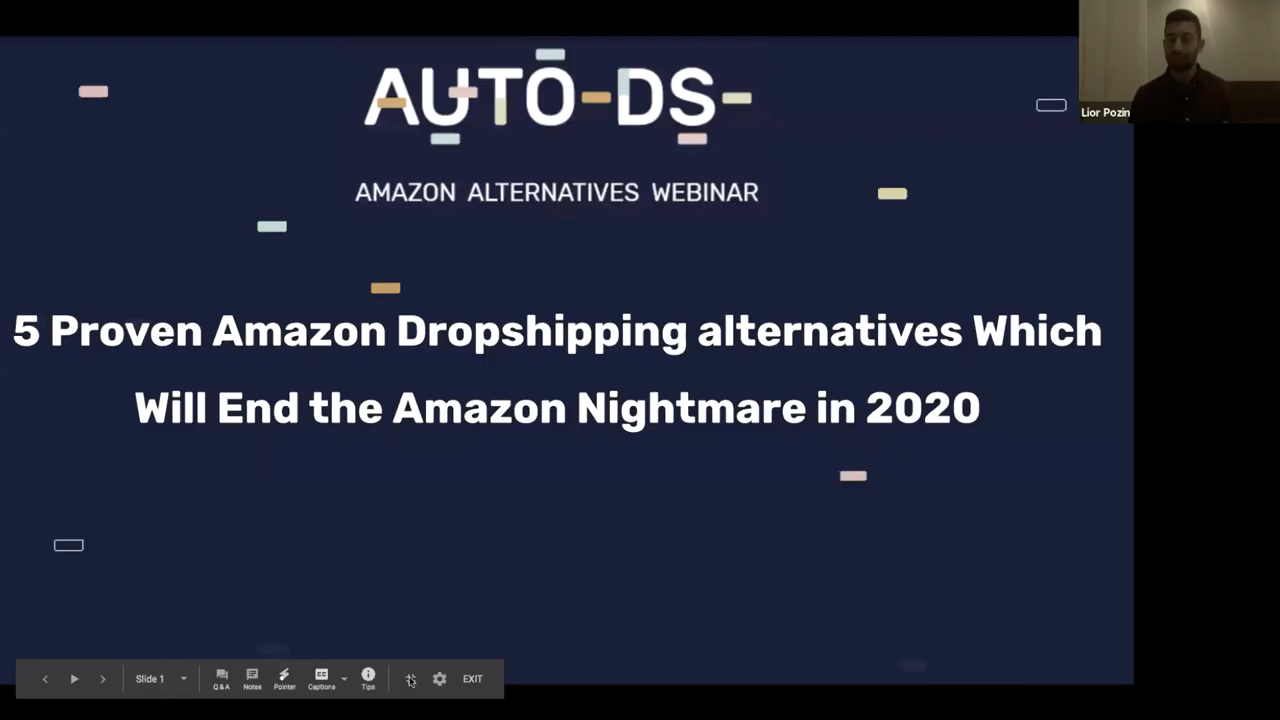 AUTO-DS-
Lior Pozin
AMAZON ALTERNATIVES WEBINAR
5 Proven Amazon Dropshipping alternatives Which
Will End the Amazon Nightmare in 2020
Slide 1
Q&A
Notes
CC
Pointer
Captions
Tips
EXIT